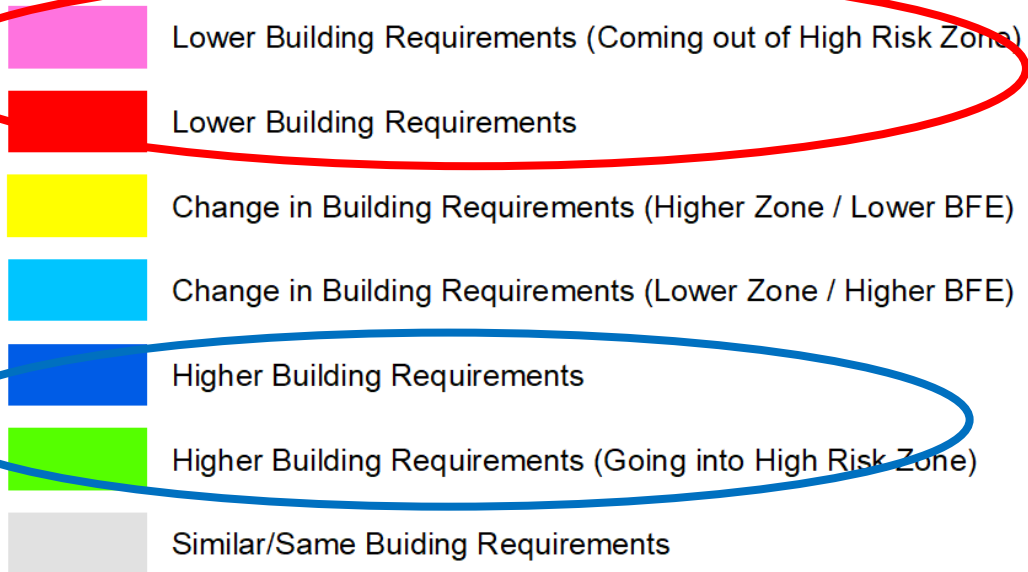 Lower Building Requirements (Coming out of High Risk Zone)
Lower Building Requirements
Change in Building Requirements (Higher Zone / Lower BFE)
Change in Building Requirements (Lower Zone / Higher BFE)
Higher Building Requirements
Higher Building Requirements (Going into High Risk Zone)
Similar/Same Buiding Requirements